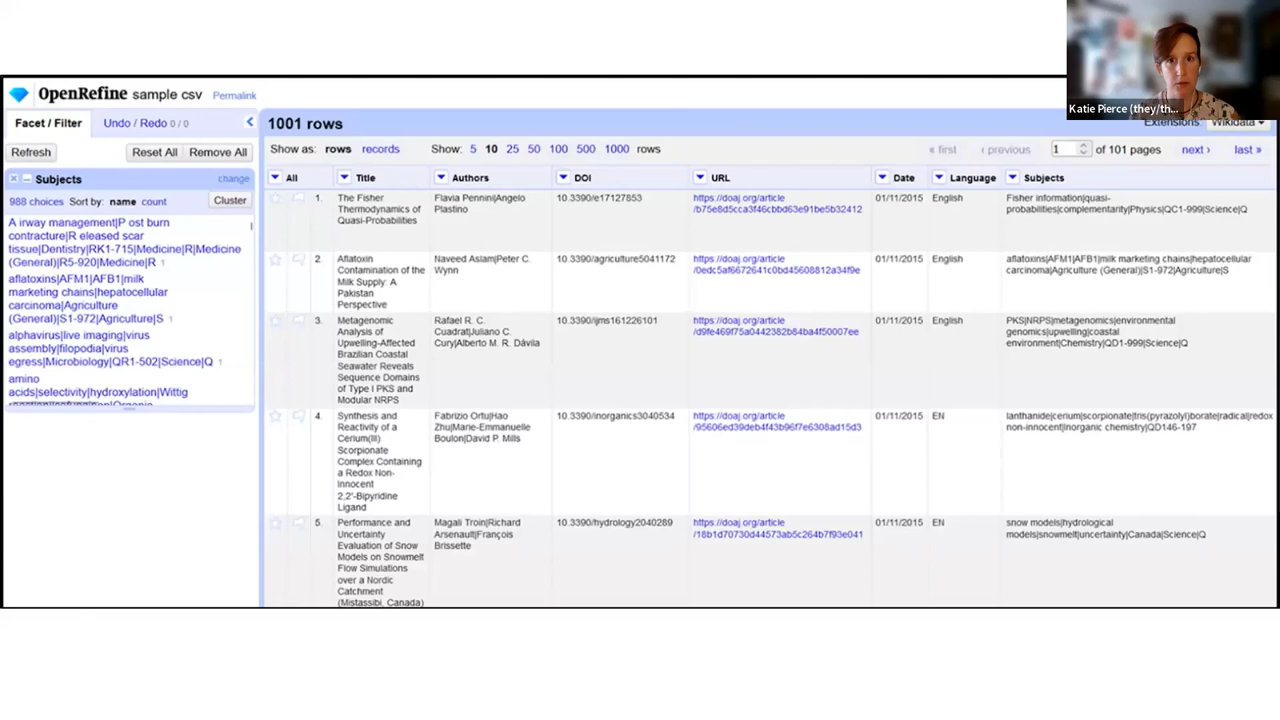 Katie Pierce (they/th...
OpenRefine sample csv Permalink
Facet / Filter Undo / Redo 0 / 0
Refresh Reset All Remove All
Subjects change
988 choices Sort by: name count Cluster
A irway management|P ost burn
contracture|R eleased scar
tissue|Dentistry|RK1-715|Medicine|R|Medicine
(General)|R5-920|Medicine|R 1
aflatoxins|AFM1|AFB1|milk
marketing chains|hepatocellular
carcinoma|Agriculture
(General)|S1-972|Agriculture|S 1
alphavirus|live imaging|virus
assembly|filopodia|virus
egress|Microbiology|QR1-502|Science|Q 1
amino
acids|selectivity|hydroxylation|Wittig
1001 rows
Extensions: Wikidata
Show as: rows records Show: 5 10 25 50 100 500 1000 rows
« first ‹ previous 1 of 101 pages next › last »
All Title Authors DOI URL Date Language Subjects
1.
The Fisher
Thermodynamics of
Quasi-Probabilities
Flavia Pennini|Angelo
Plastino
10.3390/e17127853
https://doaj.org/article
/b75e8d5cca3f46cbbd63e91be5b32412
01/11/2015
English
Fisher information|quasi-
probabilities|complementarity|Physics|QC1-999|Science|Q
2.
Aflatoxin
Contamination of the
Milk Supply: A
Pakistan
Perspective
Naveed Aslam|Peter C.
Wynn
10.3390/agriculture5041172
https://doaj.org/article
/0edc5af6672641c0bd45608812a34f9e
01/11/2015
English
aflatoxins|AFM1|AFB1|milk marketing chains|hepatocellular
carcinoma|Agriculture (General)|S1-972|Agriculture|S
3.
Metagenomic
Analysis of
Upwelling-Affected
Brazilian Coastal
Seawater Reveals
Sequence Domains
of Type I PKS and
Modular NRPS
Rafael R. C.
Cuadrat|Juliano C.
Cury|Alberto M. R. Dávila
10.3390/ijms161226101
https://doaj.org/article
/d9fe469f75a0442382b84ba4f50007ee
01/11/2015
English
PKS|NRPS|metagenomics|environmental
genomics|upwelling|coastal
environment|Chemistry|QD1-999|Science|Q
4.
Synthesis and
Reactivity of a
Cerium(III)
Scorpionate
Complex Containing
a Redox Non-
Innocent
2,2′-Bipyridine
Ligand
Fabrizio Ortu|Hao
Zhu|Marie-Emmanuelle
Boulon|David P. Mills
10.3390/inorganics3040534
https://doaj.org/article
/95606ed39deb4f43b96f7e6308ad15d3
01/11/2015
EN
lanthanide|cerium|scorpionate|tris(pyrazolyl)borate|radical|redox
non-innocent|Inorganic chemistry|QD146-197
5.
Performance and
Uncertainty
Evaluation of Snow
Models on Snowmelt
Flow Simulations
over a Nordic
Catchment
(Mistassibi, Canada)
Magali Troin|Richard
Arsenault|François
Brissette
10.3390/hydrology2040289
https://doaj.org/article
/18b1d70730d44573ab5c264b7f93e041
01/11/2015
EN
snow models|hydrological
models|snowmelt|uncertainty|Canada|Science|Q